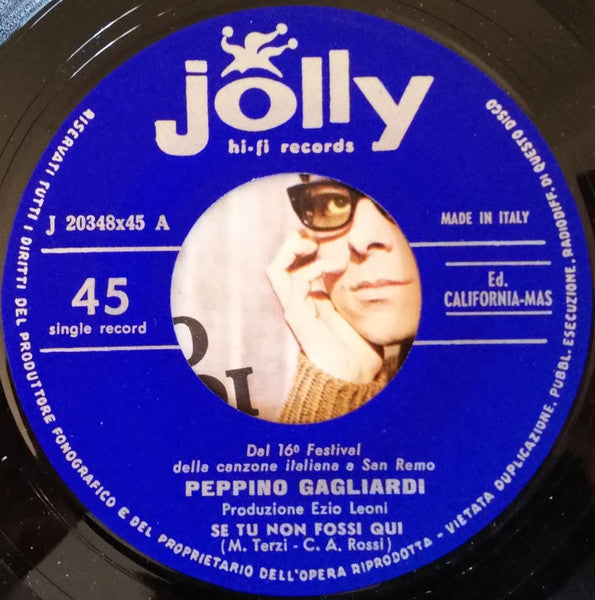 jolly
hi-fi records
J 20348x45 A
MADE IN ITALY
45
single record
Ed.
CALIFORNIA-MAS
Dal 16º Festival
della canzone italiana a San Remo
PEPPINO GAGLIARDI
Produzione Ezio Leoni
SE TU NON FOSSI QUI
(M. Terzi - C. A. Rossi)
RISERVATI TUTTI I DIRITTI DEL PRODUTTORE FONOGRAFICO E DEL PROPRIETARIO DELL'OPERA RIPRODOTTA - VIETATA DUPLICAZIONE, PUBBL. ESECUZIONE, RADIODIFF. DI QUESTO DISCO